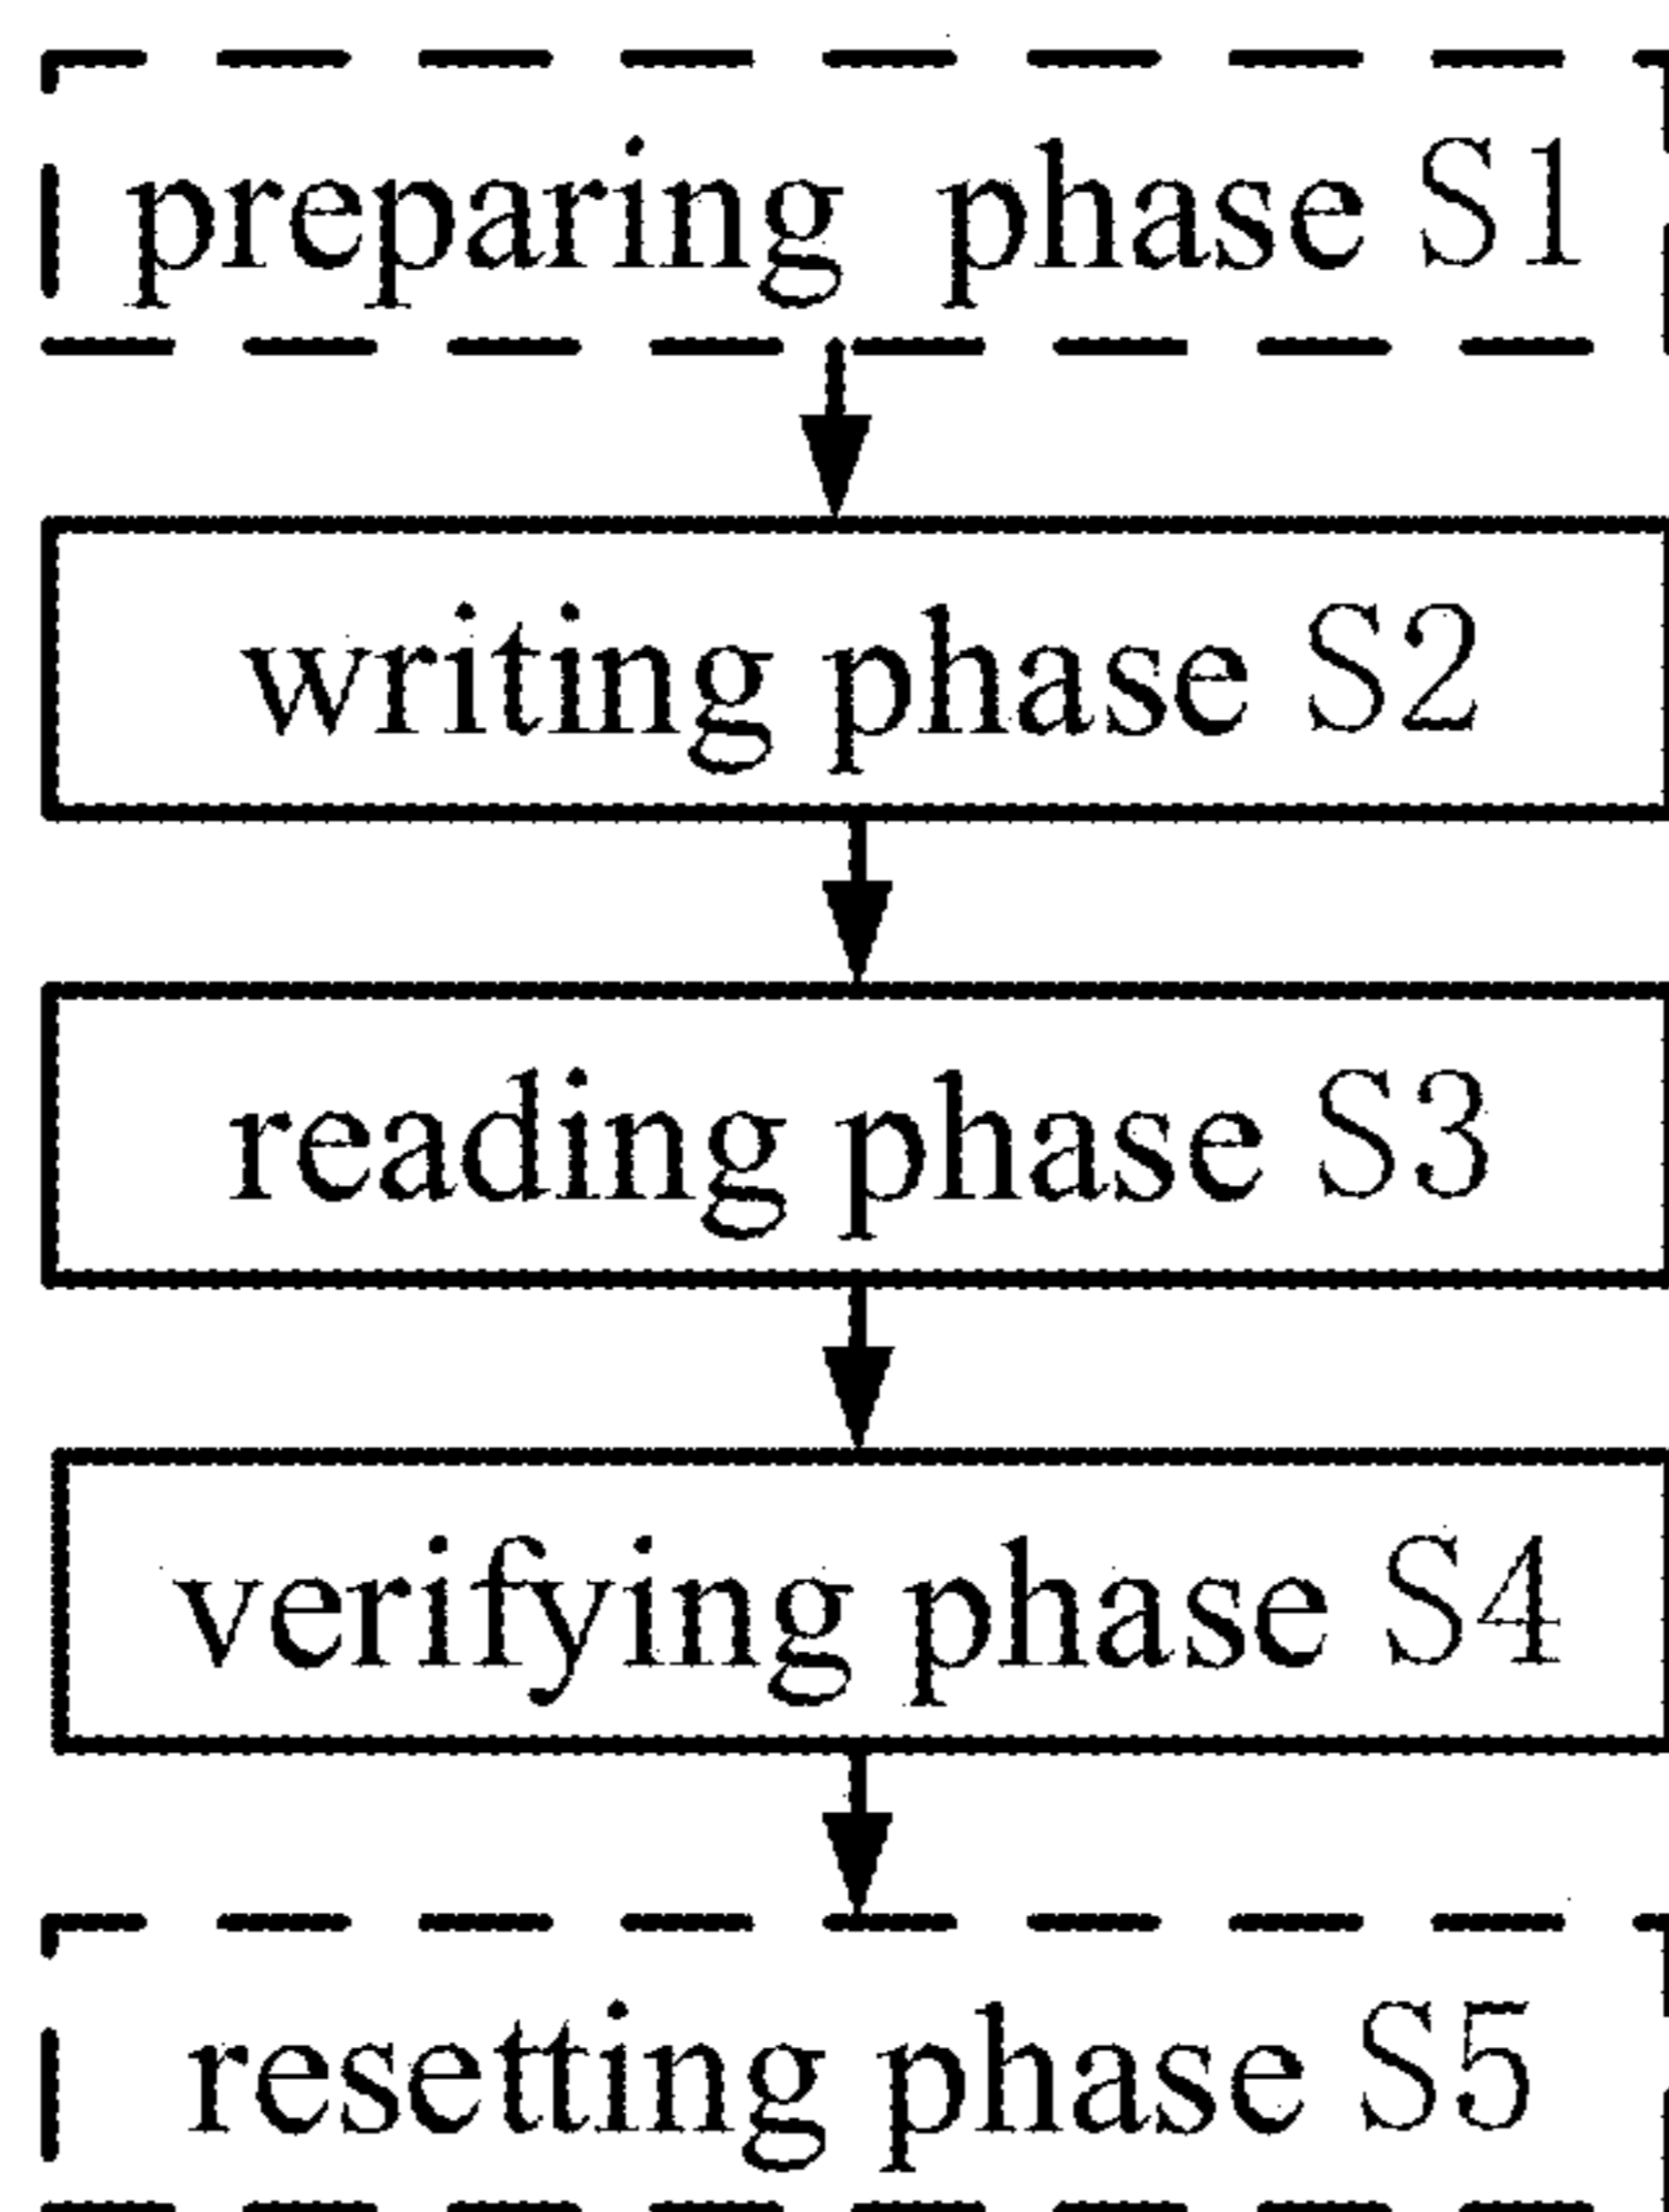 preparing phase S1
writing phase S2
reading phase S3
verifying phase S4
resetting phase S5